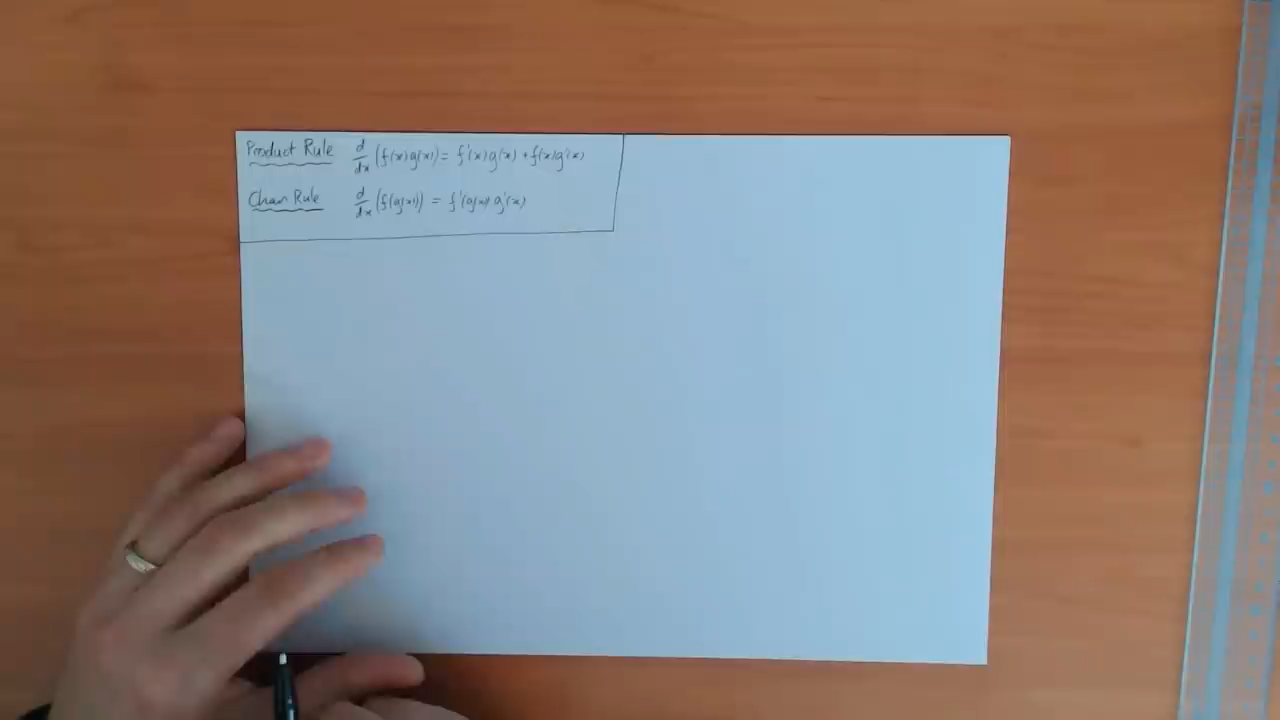 Product Rule d/dx (f(x)g(x)) = f'(x)g(x) + f(x)g'(x)
Chain Rule d/dx (f(g(x))) = f'(g(x)) g'(x)